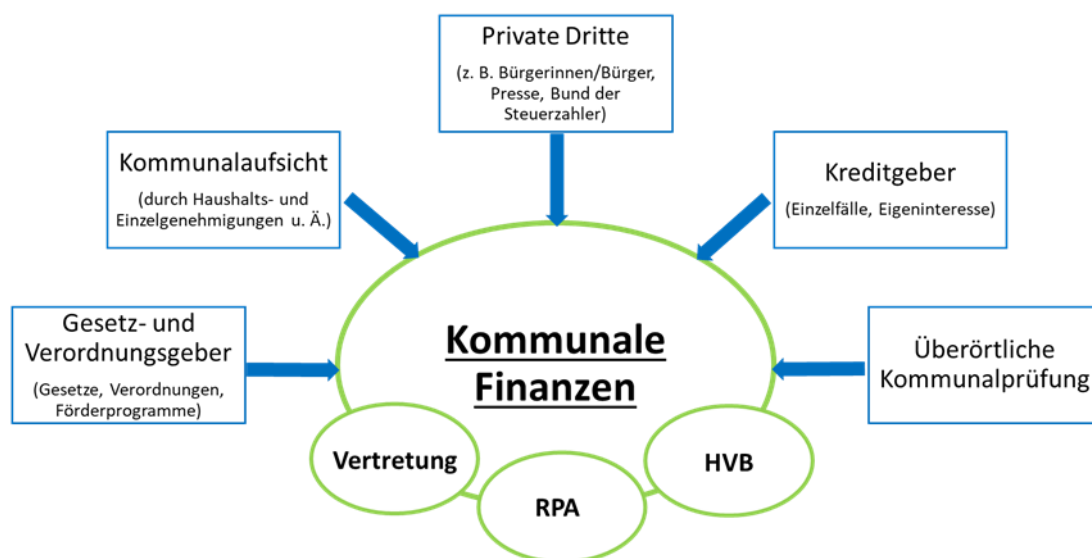 Private Dritte
(z. B. Bürgerinnen/Bürger,
Presse, Bund der
Steuerzahler)
Kommunalaufsicht
(durch Haushalts- und
Einzelgenehmigungen u. Ä.)
Kreditgeber
(Einzelfälle, Eigeninteresse)
Gesetz- und
Verordnungsgeber
(Gesetze, Verordnungen,
Förderprogramme)
Kommunale
Finanzen
Überörtliche
Kommunalprüfung
Vertretung
RPA
HVB